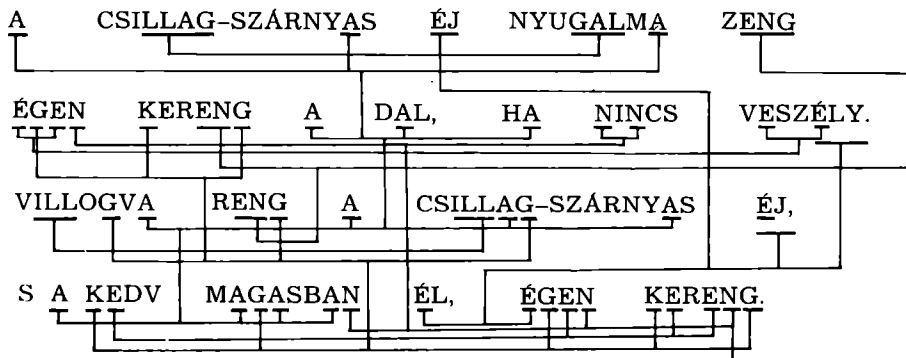 A CSILLAG–SZÁRNYAS ÉJ NYUGALMA ZENG
ÉGEN KERENG A DAL, HA NINCS VESZÉLY.
VILLOGVA RENG A CSILLAG–SZÁRNYAS ÉJ,
S A KEDV MAGASBAN ÉL, ÉGEN KERENG.